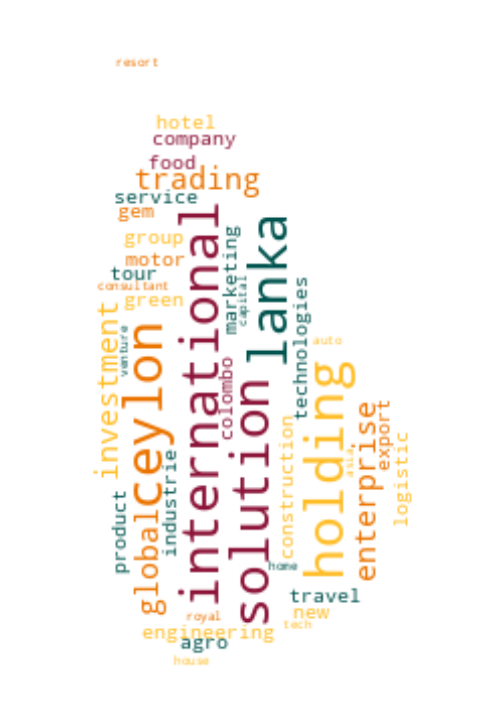 resort
hotel
company
food
trading
service
gem
international
lanka
group
marketing
motor
tour
capital
technologies
consultant
green
investment
ceylon
venture
auto
colombo
holding
solution
enterprise
export
construction
logistic
asia
industrie
product
global
home
travel
new
royal
tech
engineering
agro
house